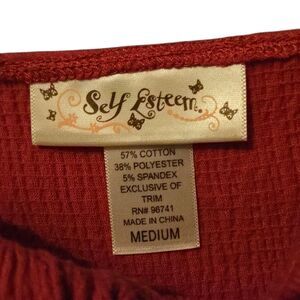 Self Esteem..
57% COTTON
38% POLYESTER
5% SPANDEX
EXCLUSIVE OF
TRIM
RN# 96741
MADE IN CHINA
MEDIUM